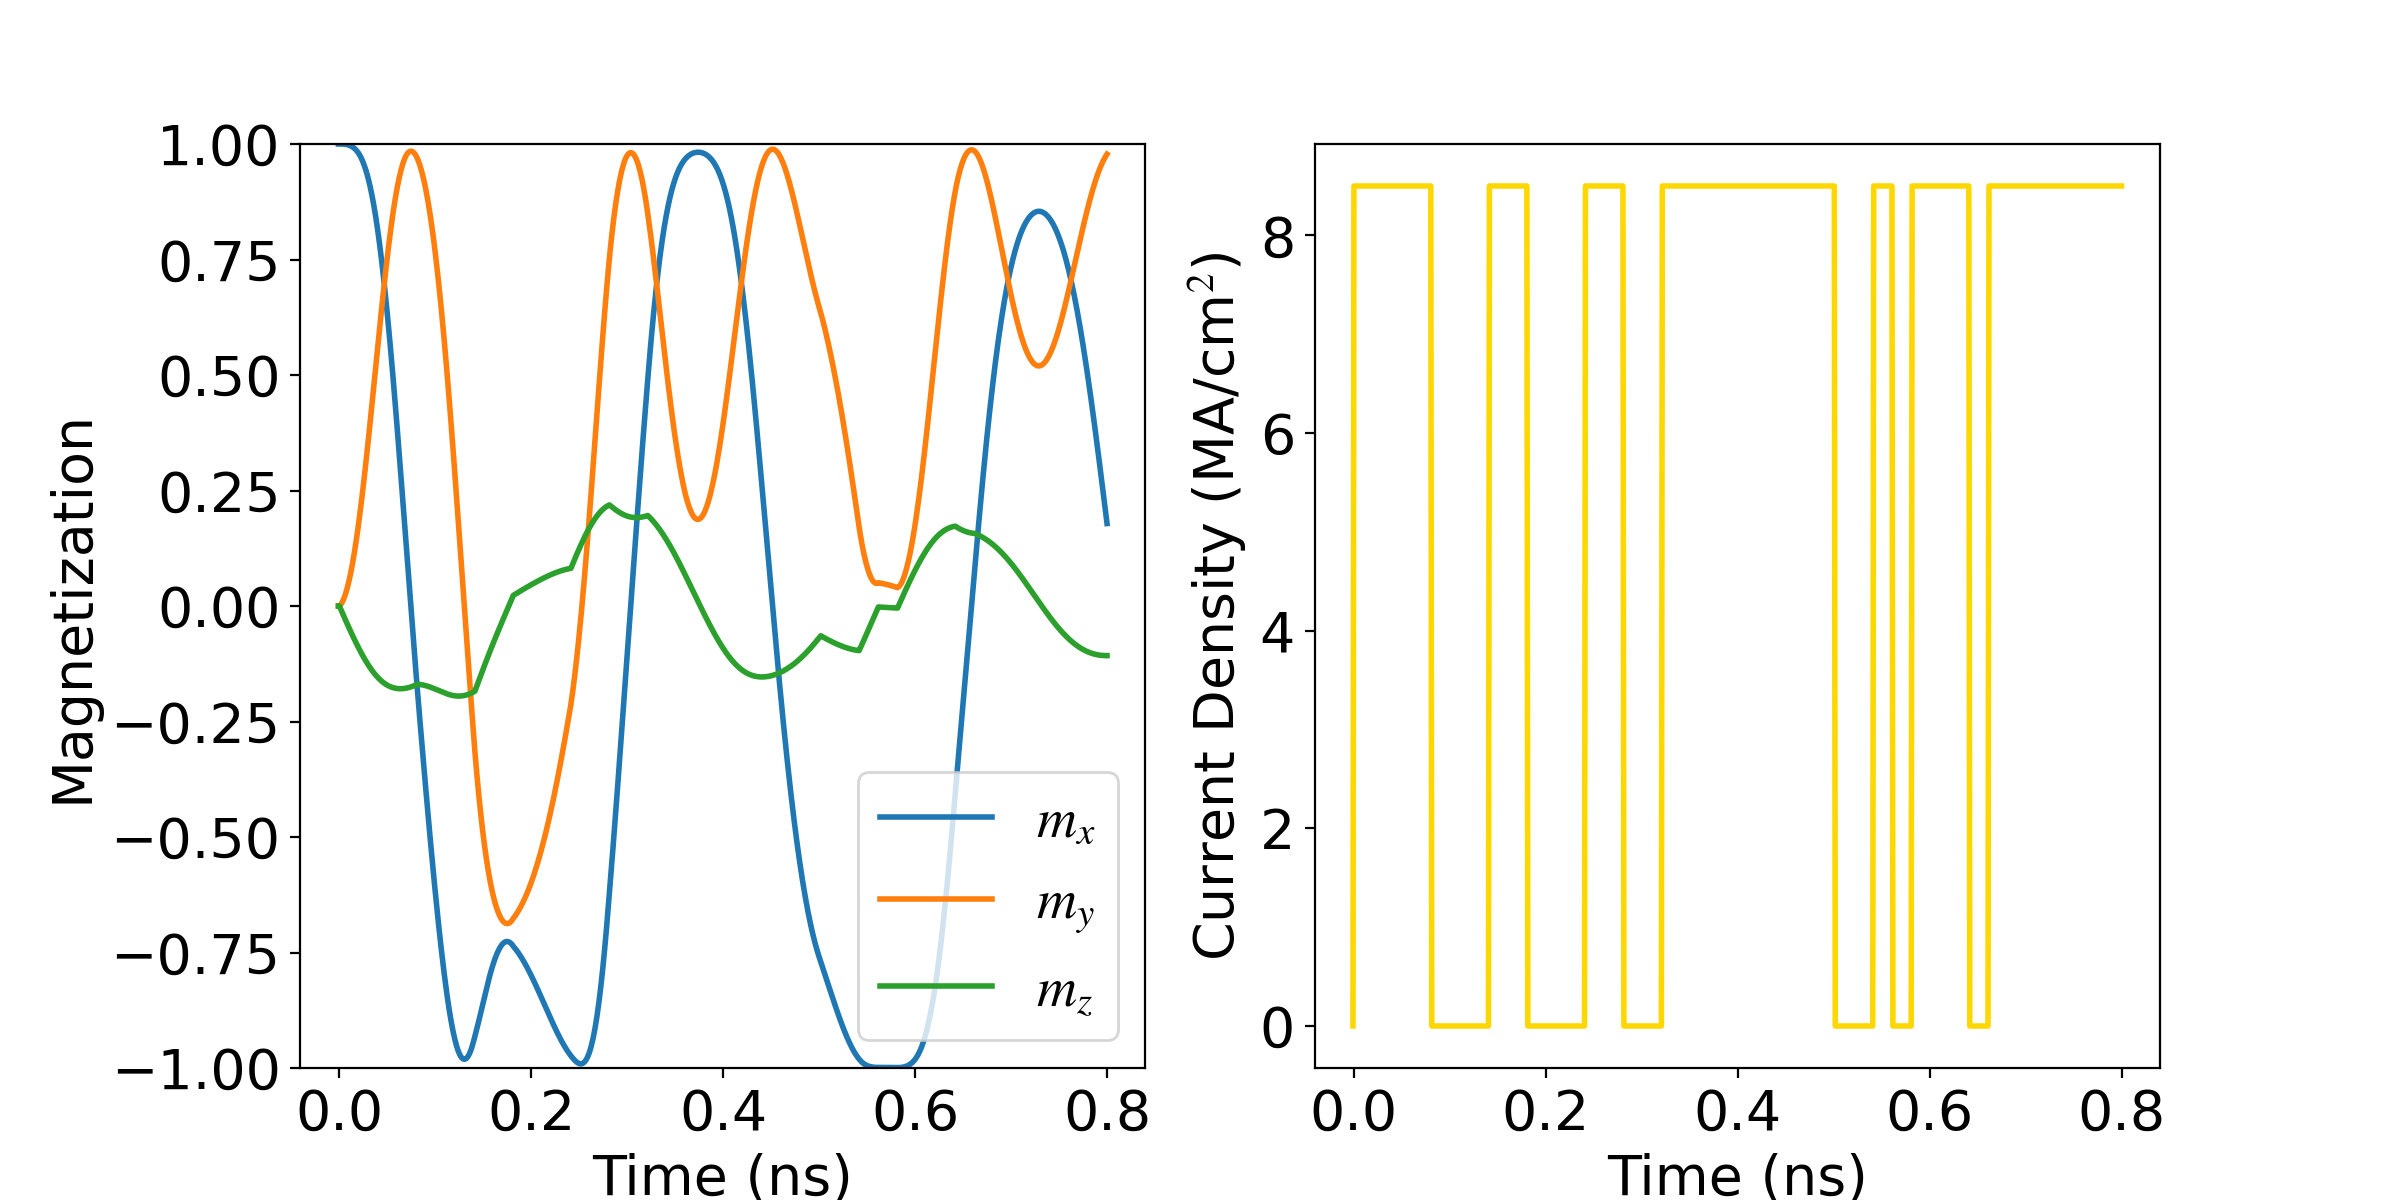 1.00
0.75
0.50
0.25
0.00
−0.25
−0.50
−0.75
−1.00
Magnetization
0.0 0.2 0.4 0.6 0.8
Time (ns)
m_x
m_y
m_z
8
6
4
2
0
Current Density (MA/cm²)
0.0 0.2 0.4 0.6 0.8
Time (ns)